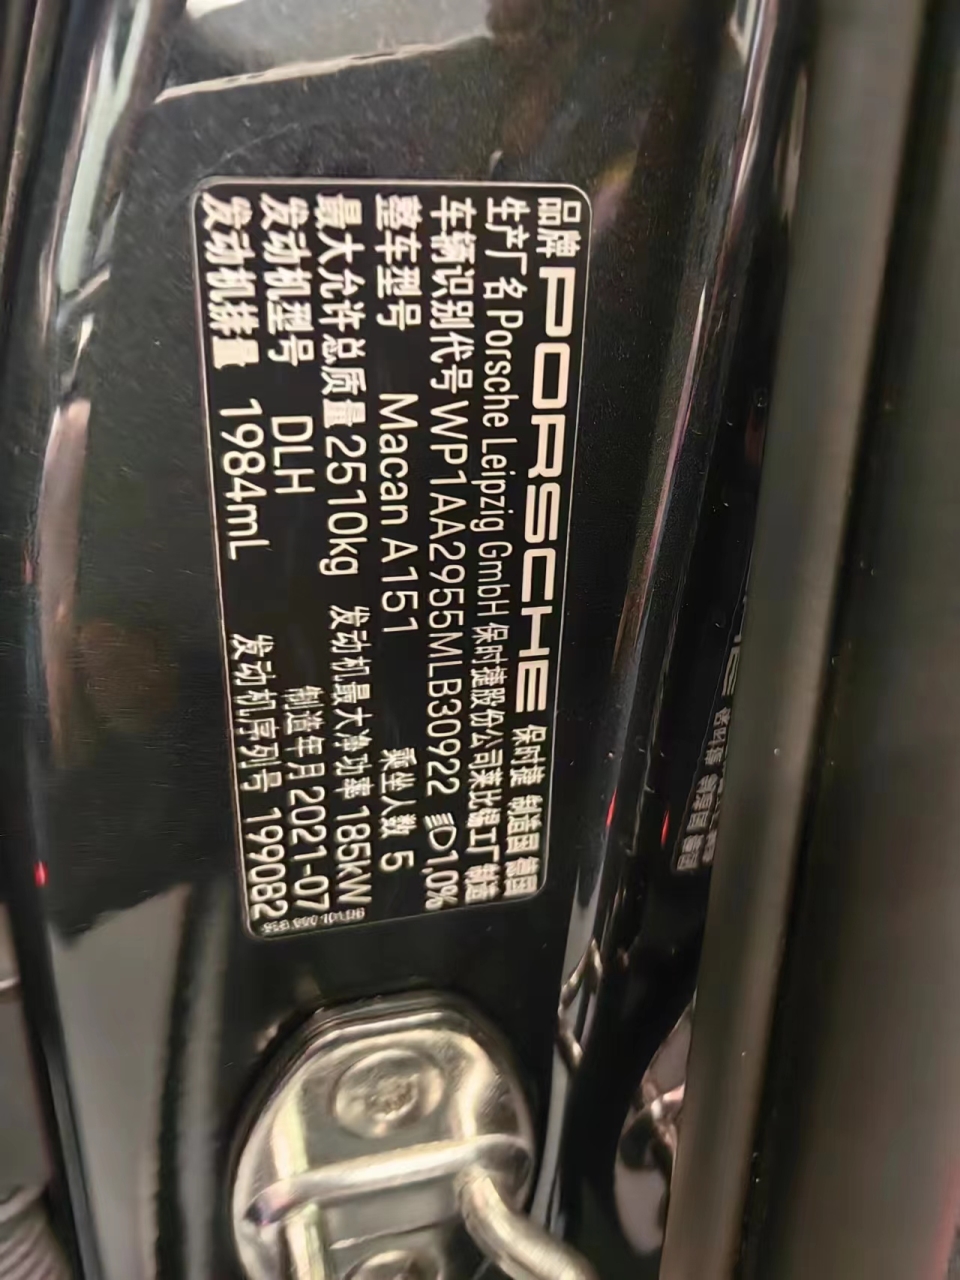 品牌 PORSCHE 保时捷 制造国 德国
生产厂名 Porsche Leipzig GmbH 保时捷股份公司莱比锡工厂制造
车辆识别代号 WP1AA2955MLB30922 1,0%
整车型号 Macan A151 乘坐人数 5
最大允许总质量 2510kg 发动机最大净功率 185kW
发动机型号 DLH 制造年月 2021-07
发动机排量 1984mL 发动机序列号 199082